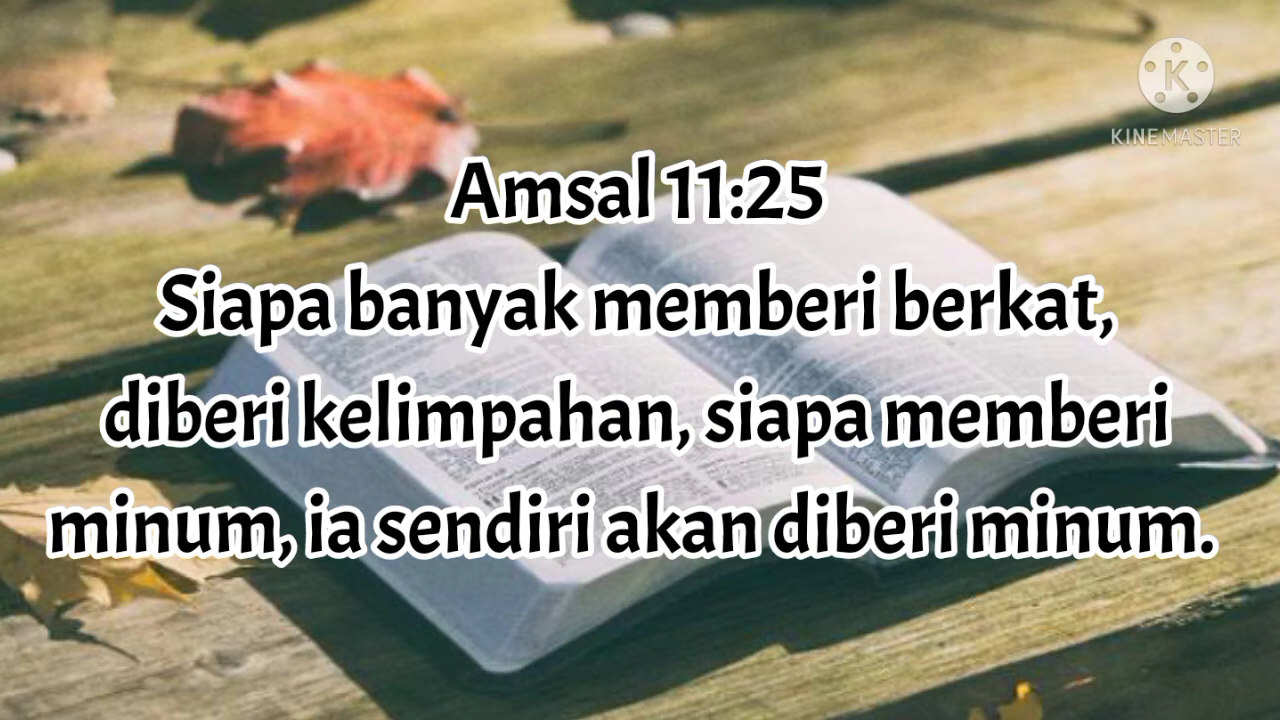 KINEMASTER
Amsal 11:25
Siapa banyak memberi berkat,
diberi kelimpahan, siapa memberi
minum, ia sendiri akan diberi minum.